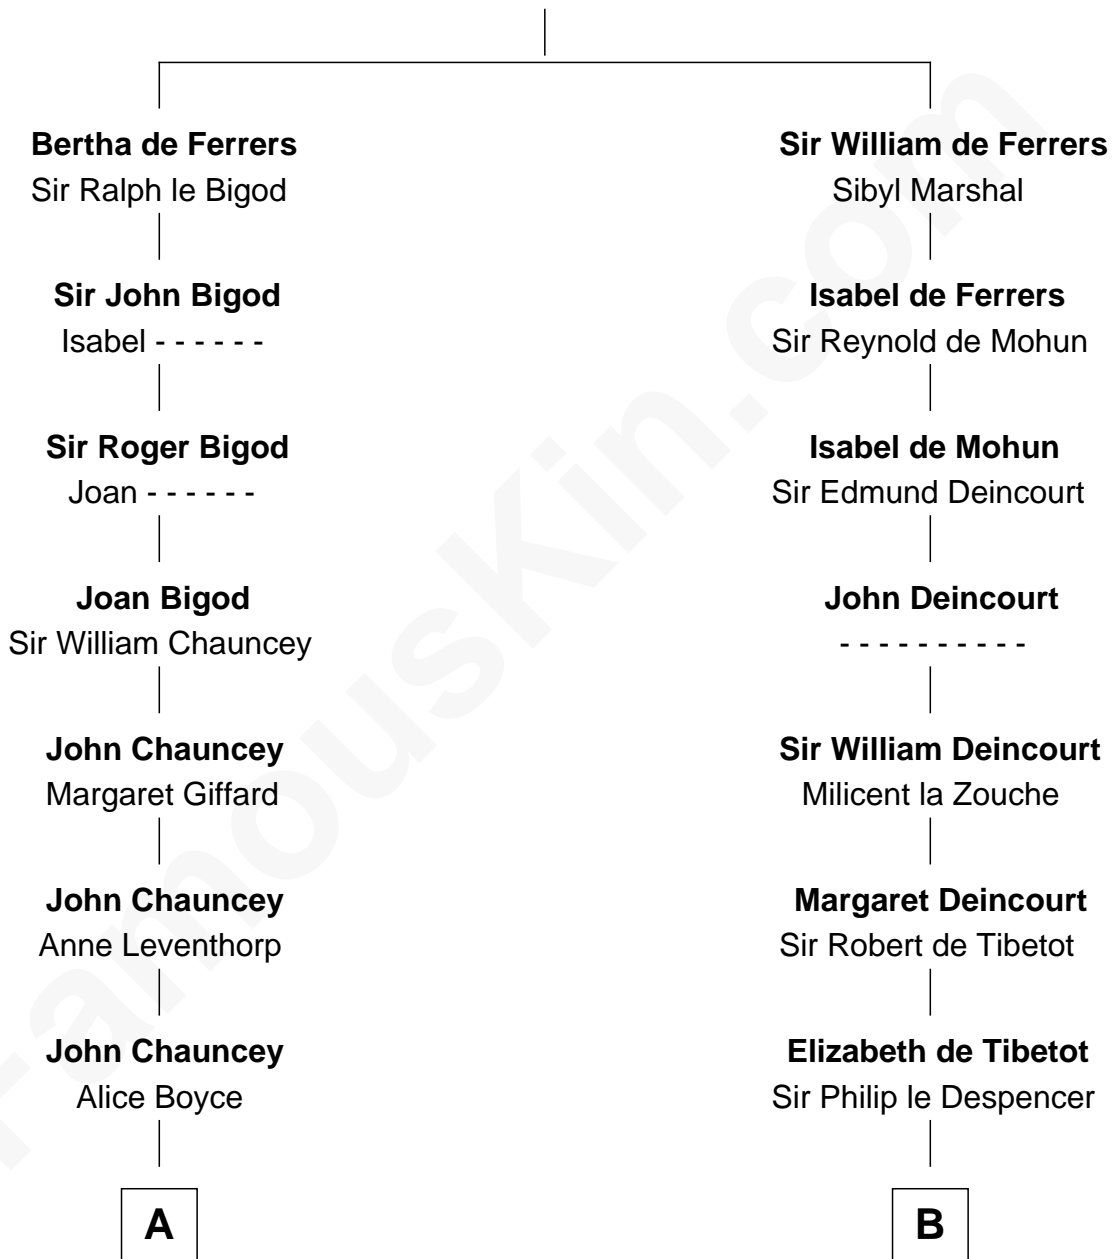 Bertha de Ferrers
Sir Ralph le Bigod
Sir John Bigod
Isabel - - - - - -
Sir Roger Bigod
Joan - - - - - -
Joan Bigod
Sir William Chauncey
John Chauncey
Margaret Giffard
John Chauncey
Anne Leventhorp
John Chauncey
Alice Boyce
A
Sir William de Ferrers
Sibyl Marshal
Isabel de Ferrers
Sir Reynold de Mohun
Isabel de Mohun
Sir Edmund Deincourt
John Deincourt
- - - - - - - - - -
Sir William Deincourt
Milicent la Zouche
Margaret Deincourt
Sir Robert de Tibetot
Elizabeth de Tibetot
Sir Philip le Despencer
B
FamousKin.com